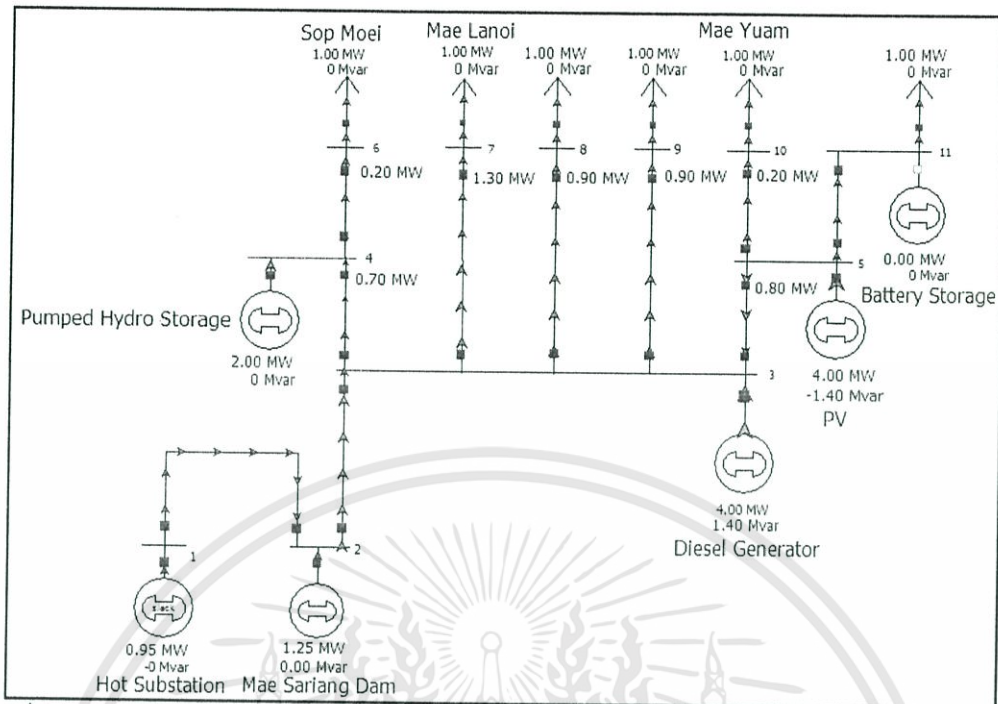 Sop Moei
1.00 MW
0 Mvar
Mae Lanoi
1.00 MW
0 Mvar
1.00 MW
0 Mvar
1.00 MW
0 Mvar
Mae Yuam
1.00 MW
0 Mvar
1.00 MW
0 Mvar
6
7
8
9
10
11
0.20 MW
1.30 MW
0.90 MW
0.90 MW
0.20 MW
4
0.70 MW
5
0.80 MW
0.00 MW
0 Mvar
Battery Storage
Pumped Hydro Storage
2.00 MW
0 Mvar
3
4.00 MW
-1.40 Mvar
PV
4.00 MW
1.40 Mvar
Diesel Generator
1
2
slack
0.95 MW
-0 Mvar
Hot Substation
1.25 MW
0.00 Mvar
Mae Sariang Dam